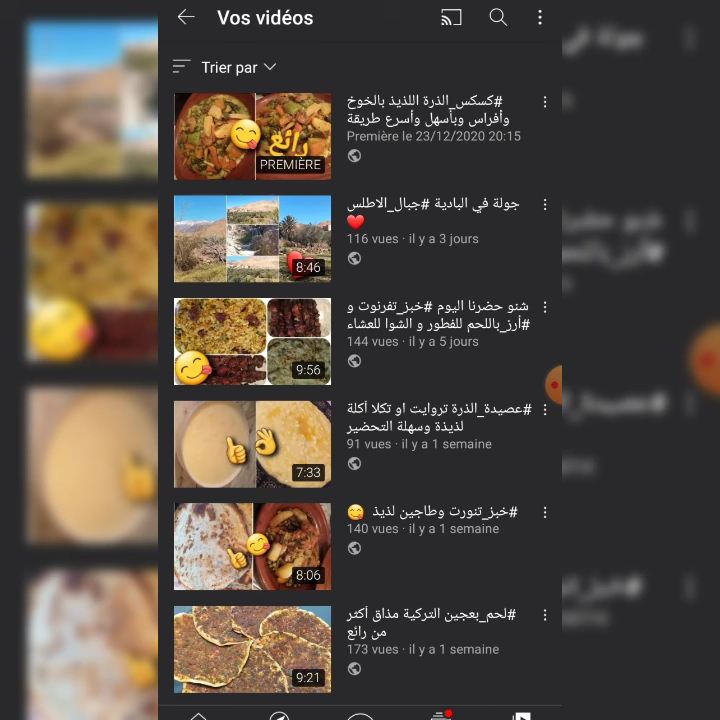 Vos vidéos
Trier par
رائع
PREMIÈRE
#كسكس_الذرة اللذيذ بالخوخ
وأفراس وبأسهل وأسرع طريقة
Première le 23/12/2020 20:15
8:46
جولة في البادية #جبال_الاطلس
❤️
116 vues · il y a 3 jours
9:56
شنو حضرنا اليوم #خبز_تفرنوت و
#أرز_باللحم للفطور و الشوا للعشاء
144 vues · il y a 5 jours
7:33
#عصيدة_الذرة تروايت او تكلا أكلة
لذيذة وسهلة التحضير
91 vues · il y a 1 semaine
8:06
#خبز_تنورت وطاجين لذيذ 😋
140 vues · il y a 1 semaine
9:21
#لحم_بعجين التركية مذاق أكثر
من رائع
173 vues · il y a 1 semaine